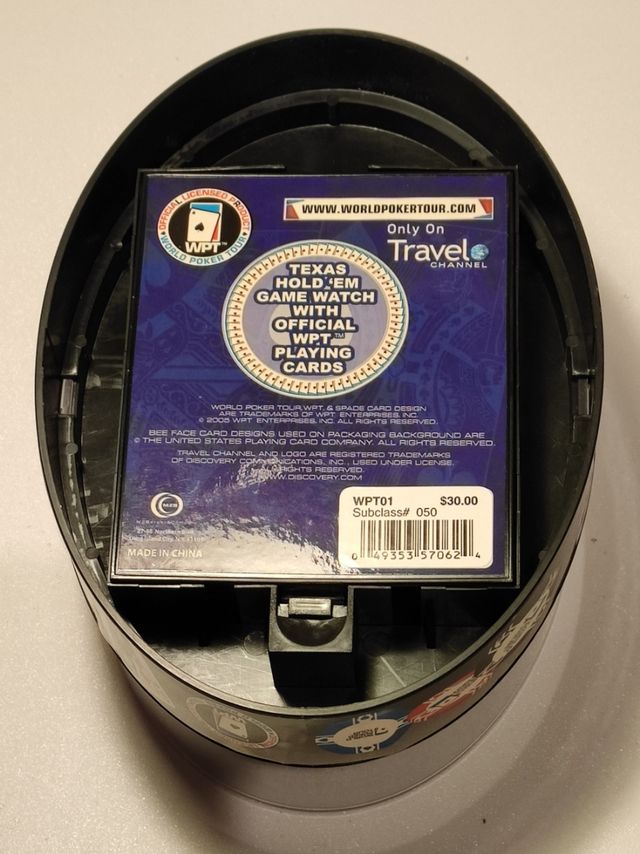 OFFICIAL LICENSED PRODUCT
WPT™
WORLD POKER TOUR
WWW.WORLDPOKERTOUR.COM
Only On
Travel
CHANNEL
TEXAS
HOLD 'EM
GAME WATCH
WITH
OFFICIAL
WPT™
PLAYING
CARDS
WORLD POKER TOUR, WPT, & SPADE CARD DESIGN
ARE TRADEMARKS OF WPT ENTERPRISES, INC.
© 2005 WPT ENTERPRISES, INC. ALL RIGHTS RESERVED.
BEE FACE CARD DESIGNS USED ON PACKAGING BACKGROUND ARE
© THE UNITED STATES PLAYING CARD COMPANY. ALL RIGHTS RESERVED.
TRAVEL CHANNEL AND LOGO ARE REGISTERED TRADEMARKS
OF DISCOVERY COMMUNICATIONS, INC., USED UNDER LICENSE.
RIGHTS RESERVED.
WWW.DISCOVERY.COM
MZB
MADE IN CHINA
WPT01 $30.00
Subclass# 050
0 49353 57062 4